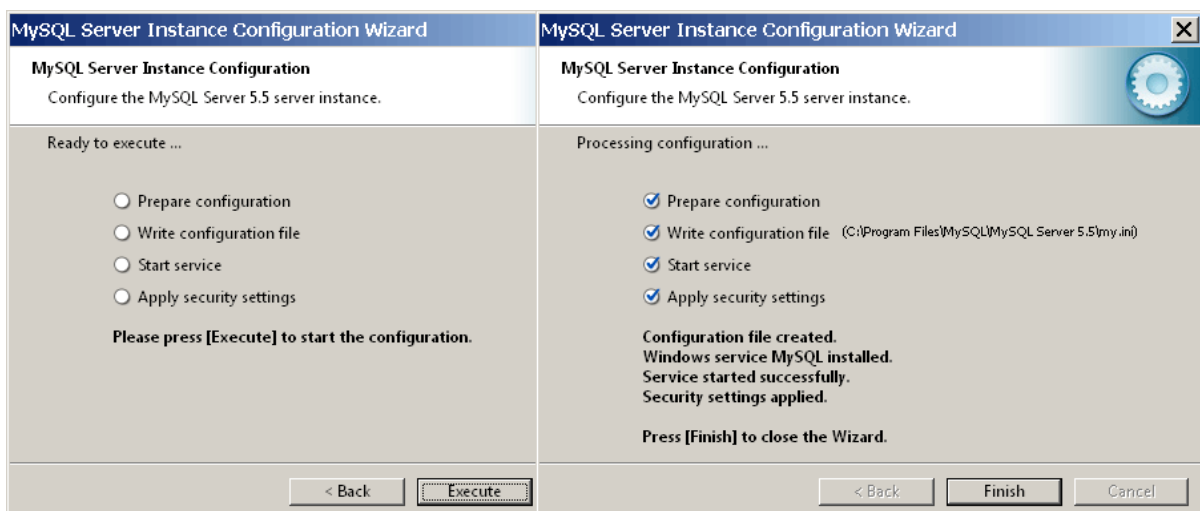 MySQL Server Instance Configuration Wizard
MySQL Server Instance Configuration
Configure the MySQL Server 5.5 server instance.
Ready to execute ...
Prepare configuration
Write configuration file
Start service
Apply security settings
Please press [Execute] to start the configuration.
< Back
Execute
MySQL Server Instance Configuration Wizard
MySQL Server Instance Configuration
Configure the MySQL Server 5.5 server instance.
Processing configuration ...
Prepare configuration
Write configuration file (C:\Program Files\MySQL\MySQL Server 5.5\my.ini)
Start service
Apply security settings
Configuration file created.
Windows service MySQL installed.
Service started successfully.
Security settings applied.
Press [Finish] to close the Wizard.
< Back
Finish
Cancel